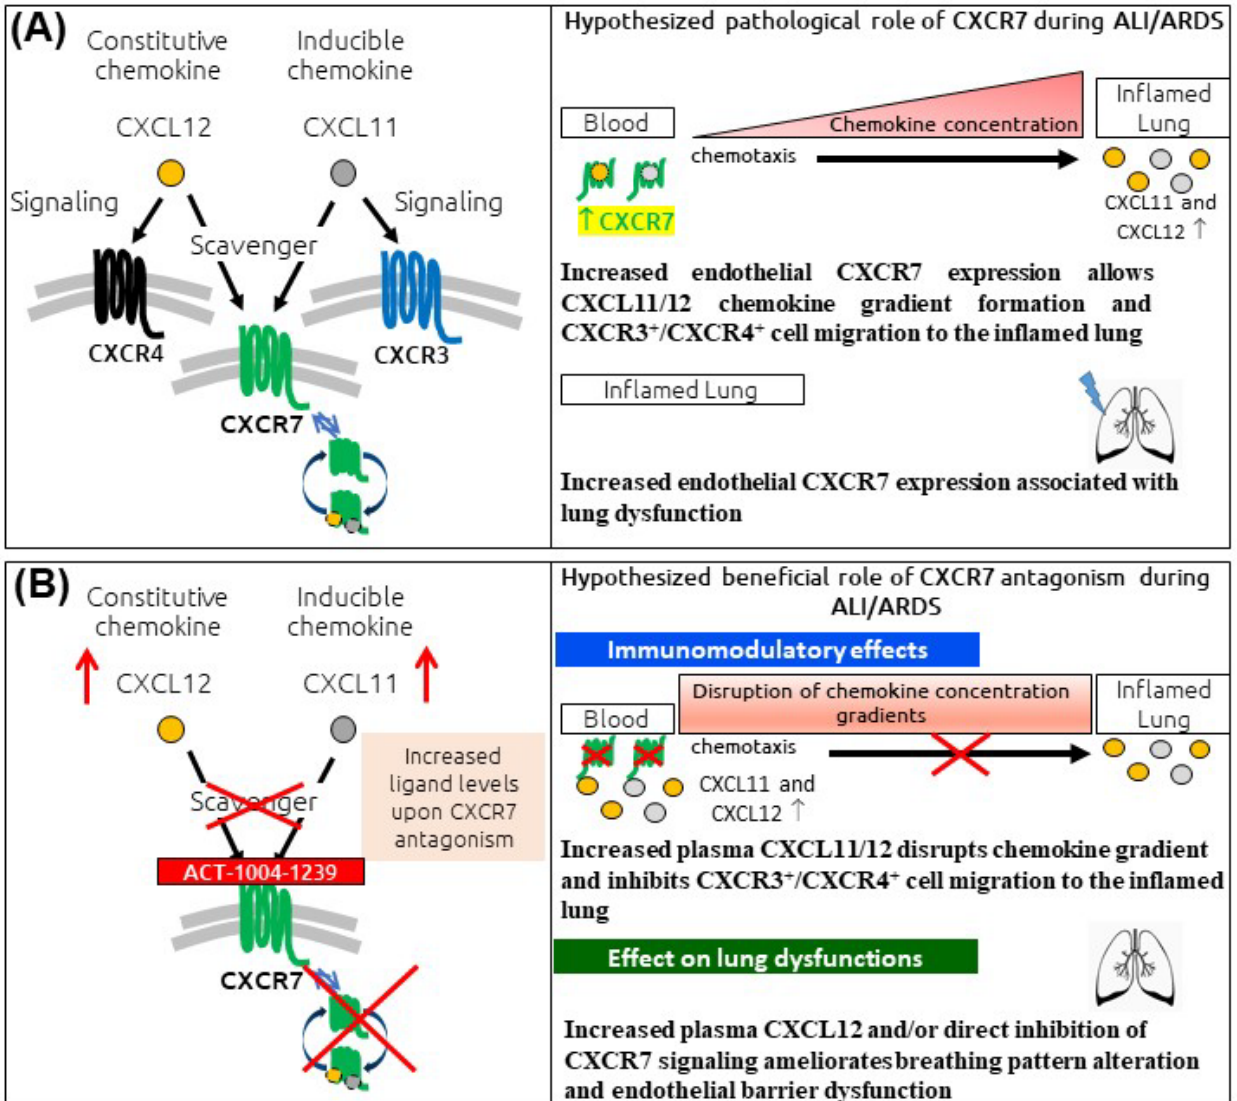 (A)
Constitutive
chemokine
Inducible
chemokine
CXCL12
CXCL11
Signaling
Signaling
Scavenger
CXCR4
CXCR3
CXCR7
Hypothesized pathological role of CXCR7 during ALI/ARDS
Blood
Chemokine concentration
Inflamed
Lung
chemotaxis
↑CXCR7
CXCL11 and
CXCL12 ↑
Increased endothelial CXCR7 expression allows
CXCL11/12 chemokine gradient formation and
CXCR3⁺/CXCR4⁺ cell migration to the inflamed lung
Inflamed Lung
Increased endothelial CXCR7 expression associated with
lung dysfunction
(B)
Constitutive
chemokine
Inducible
chemokine
CXCL12
CXCL11
Scavenger
Increased
ligand levels
upon CXCR7
antagonism
ACT-1004-1239
CXCR7
Hypothesized beneficial role of CXCR7 antagonism during
ALI/ARDS
Immunomodulatory effects
Blood
Disruption of chemokine concentration
gradients
Inflamed
Lung
chemotaxis
CXCL11 and
CXCL12 ↑
Increased plasma CXCL11/12 disrupts chemokine gradient
and inhibits CXCR3⁺/CXCR4⁺ cell migration to the inflamed
lung
Effect on lung dysfunctions
Increased plasma CXCL12 and/or direct inhibition of
CXCR7 signaling ameliorates breathing pattern alteration
and endothelial barrier dysfunction